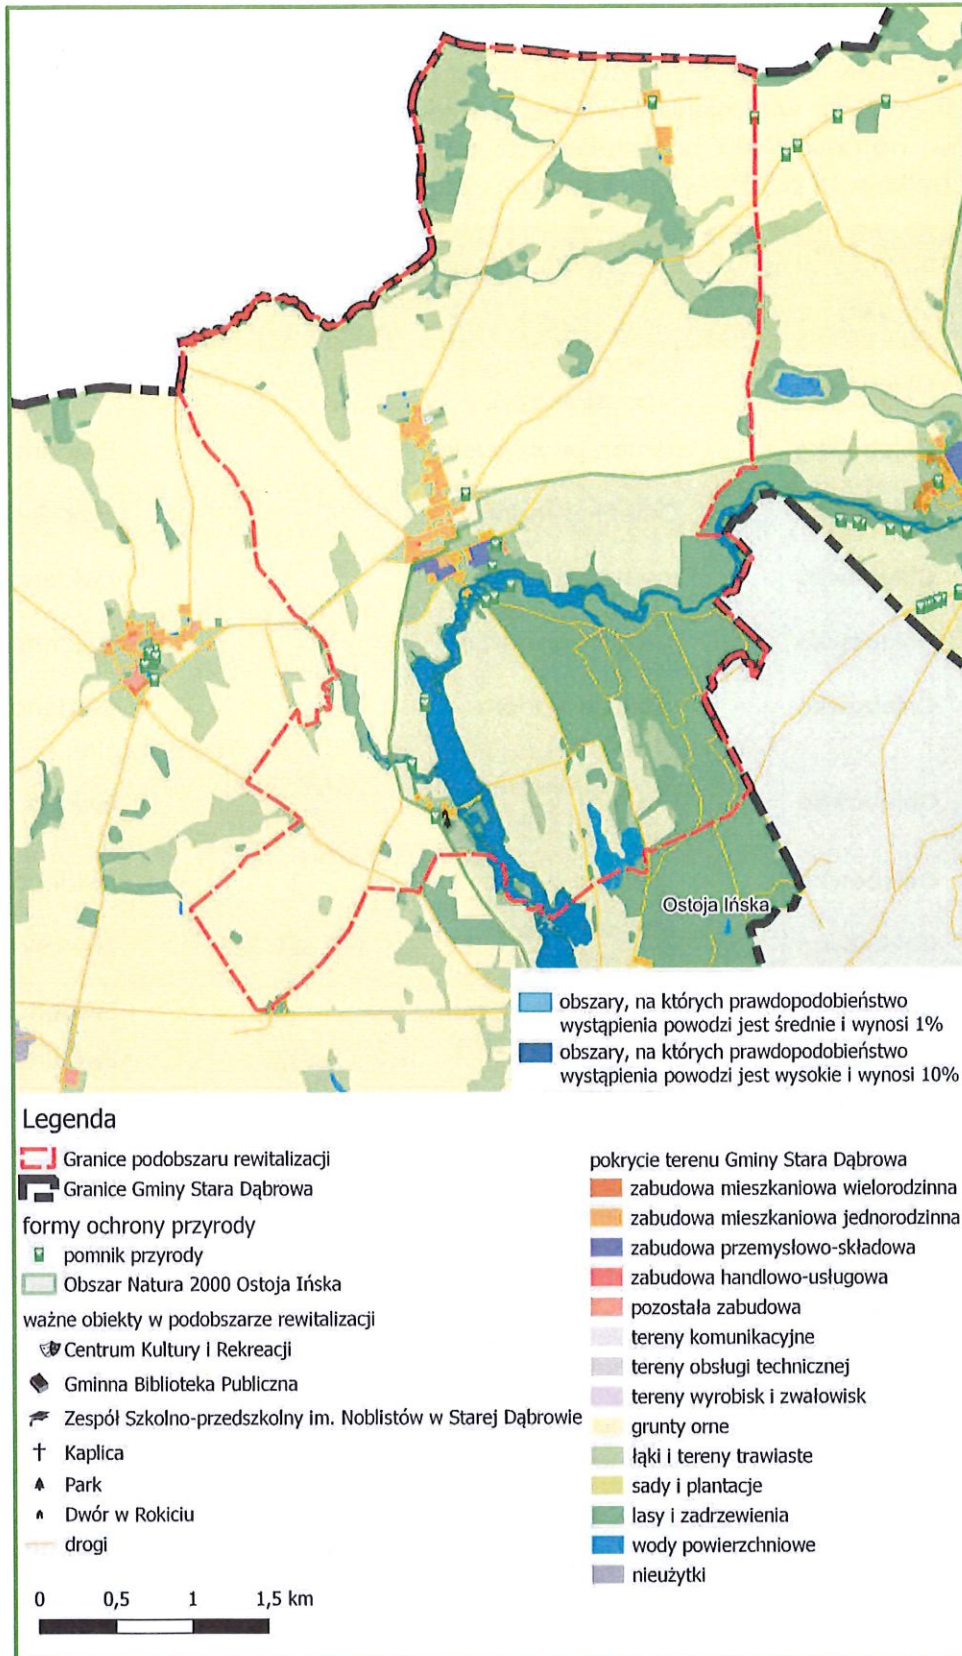 Ostoja Ińska
obszary, na których prawdopodobieństwo
wystąpienia powodzi jest średnie i wynosi 1%
obszary, na których prawdopodobieństwo
wystąpienia powodzi jest wysokie i wynosi 10%
Legenda
Granice podobszaru rewitalizacji
Granice Gminy Stara Dąbrowa
formy ochrony przyrody
pomnik przyrody
Obszar Natura 2000 Ostoja Ińska
ważne obiekty w podobszarze rewitalizacji
Centrum Kultury i Rekreacji
Gminna Biblioteka Publiczna
Zespół Szkolno-przedszkolny im. Noblistów w Starej Dąbrowie
Kaplica
Park
Dwór w Rokiciu
drogi
0 0,5 1 1,5 km
pokrycie terenu Gminy Stara Dąbrowa
zabudowa mieszkaniowa wielorodzinna
zabudowa mieszkaniowa jednorodzinna
zabudowa przemysłowo-składowa
zabudowa handlowo-usługowa
pozostała zabudowa
tereny komunikacyjne
tereny obsługi technicznej
tereny wyrobisk i zwałowisk
grunty orne
łąki i tereny trawiaste
sady i plantacje
lasy i zadrzewienia
wody powierzchniowe
nieużytki